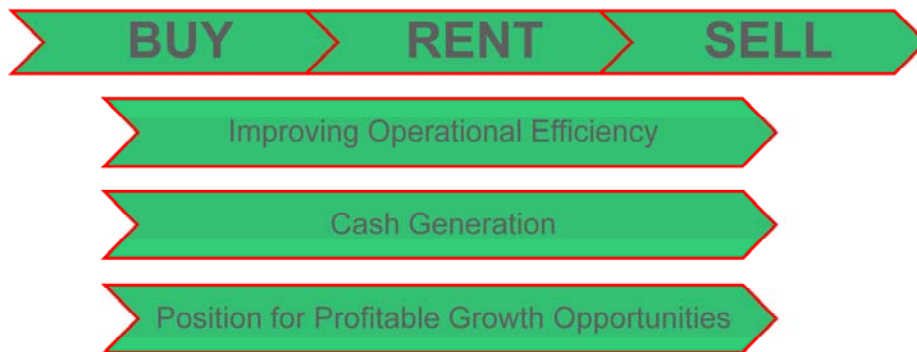 BUY RENT SELL
Improving Operational Efficiency
Cash Generation
Position for Profitable Growth Opportunities